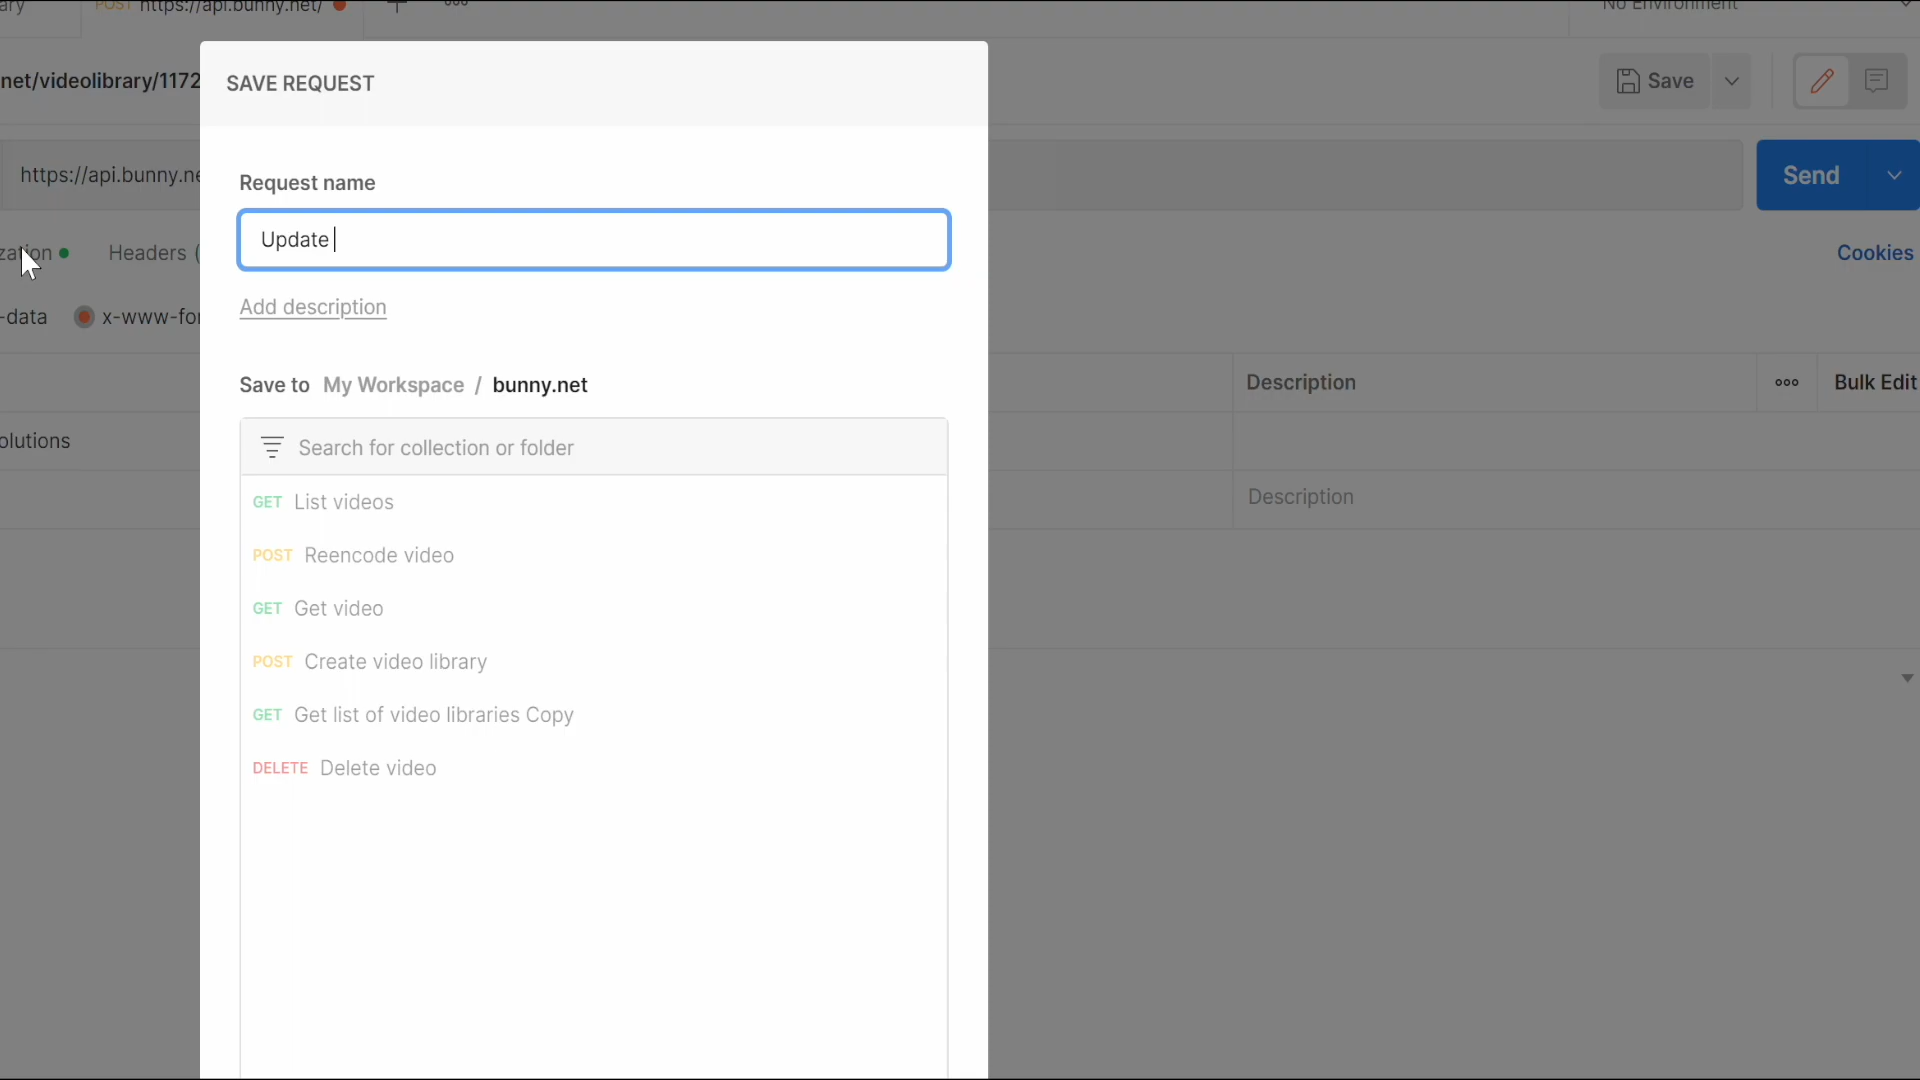 POST https://api.bunny.net/
No Environment
net/videolibrary/1172
SAVE REQUEST
Save
https://api.bunny.ne
Request name
Send
Update
Headers (
Cookies
Add description
-data x-www-for
Save to My Workspace / bunny.net
Description
ooo Bulk Edit
olutions
Search for collection or folder
GET List videos
Description
POST Reencode video
GET Get video
POST Create video library
GET Get list of video libraries Copy
DELETE Delete video